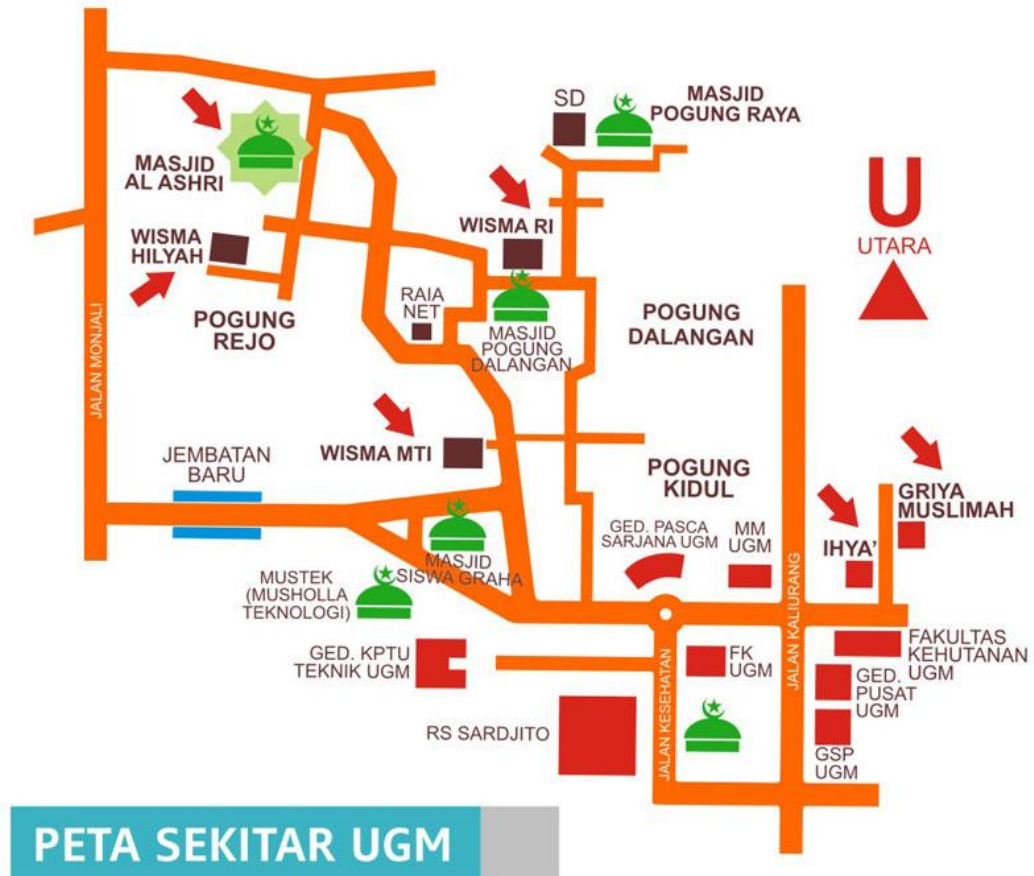 SD
MASJID
POGUNG RAYA
MASJID
AL ASHRI
U
UTARA
WISMA RI
WISMA
HILYAH
RAIA
NET
POGUNG
REJO
MASJID
POGUNG
DALANGAN
POGUNG
DALANGAN
JALAN MONJALI
WISMA MTI
JEMBATAN
BARU
POGUNG
KIDUL
GRIYA
MUSLIMAH
GED. PASCA
SARJANA UGM
MM
UGM
IHYA'
MASJID
SISWA GRAHA
MUSTEK
(MUSHOLLA
TEKNOLOGI)
JALAN KALIURANG
GED. KPTU
TEKNIK UGM
FK
UGM
FAKULTAS
KEHUTANAN
UGM
GED.
PUSAT
UGM
RS SARDJITO
JALAN KESEHATAN
GSP
UGM
PETA SEKITAR UGM